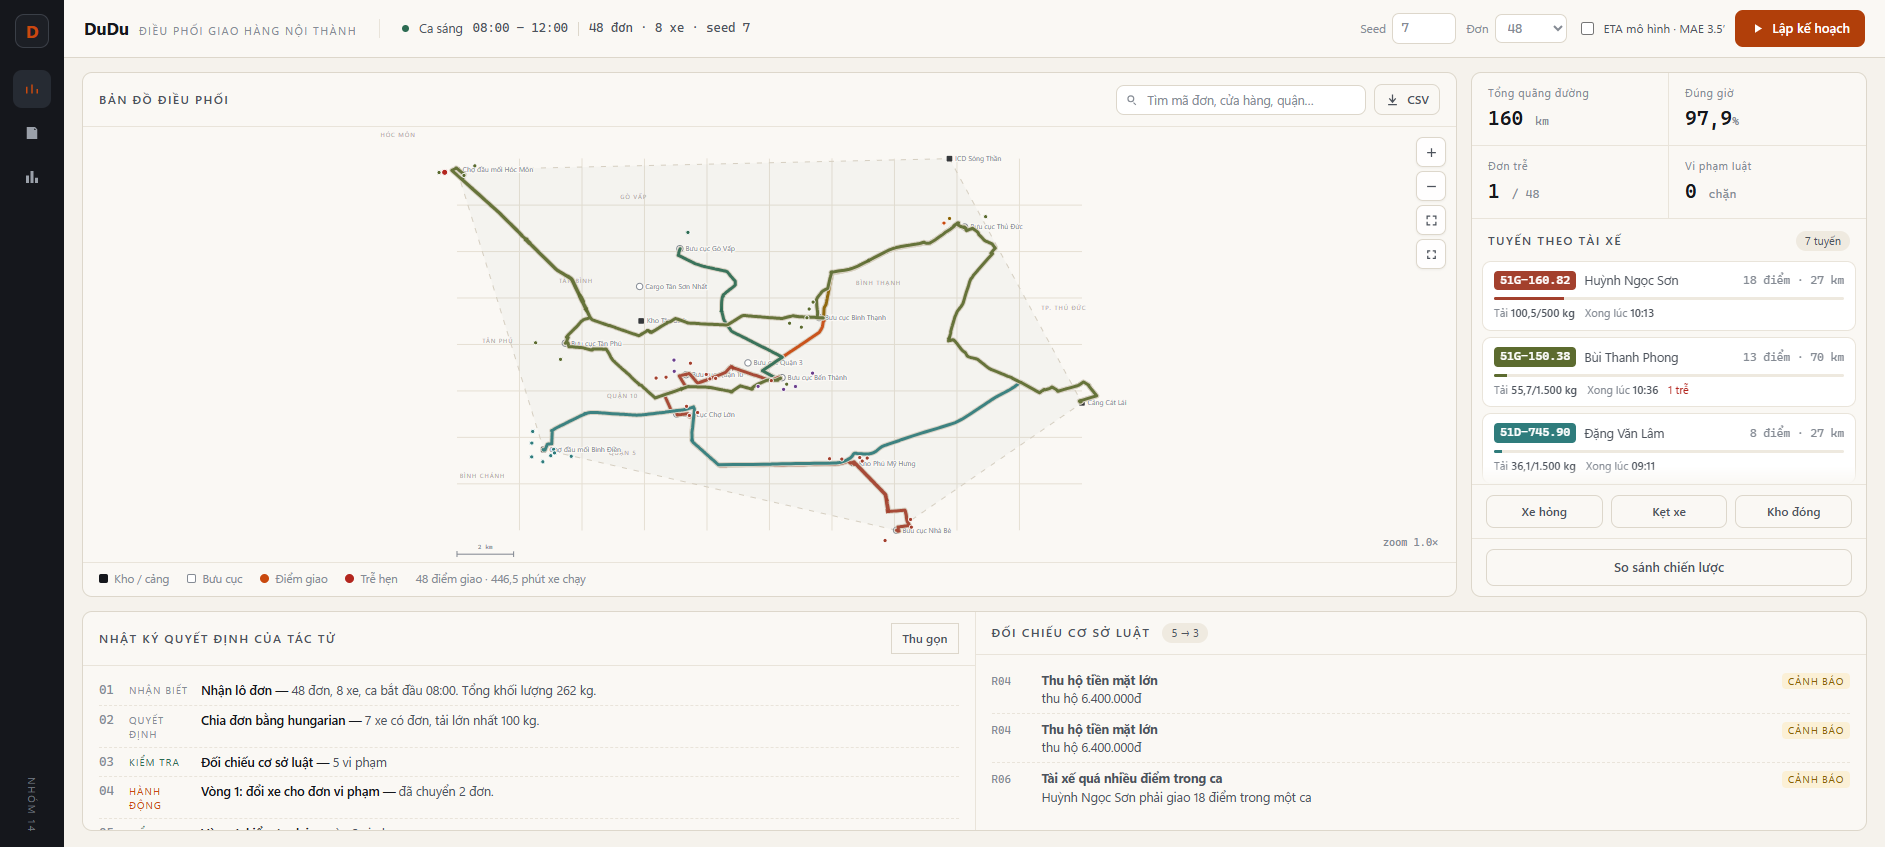 D
DuDu ĐIỀU PHỐI GIAO HÀNG NỘI THÀNH
Ca sáng 08:00 – 12:00 48 đơn · 8 xe · seed 7
Seed 7 Đơn 48 ETA mô hình · MAE 3.5′ Lập kế hoạch
BẢN ĐỒ ĐIỀU PHỐI
Tìm mã đơn, cửa hàng, quận… CSV
HÓC MÔN
Chợ đầu mối Hóc Môn
ICD Sóng Thần
GÒ VẤP
Bưu cục Thủ Đức
Bưu cục Gò Vấp
BÌNH
Cargo Tân Sơn Nhất
BÌNH THẠNH
TP. THỦ ĐỨC
Kho
Bưu cục Bình Thạnh
TÂN PHÚ
Bưu cục Tân Phú
Bưu Quận 3
Bưu cục Bến Thành
QUẬN 10
Cảng Cát Lái
cục Chợ Lớn
Chợ đầu mối Bình Điền
QUẬN 5
Kho Phú Mỹ Hưng
BÌNH CHÁNH
Bưu cục Nhà Bè
2 km
+
−
zoom 1.0×
Kho / cảng Bưu cục Điểm giao Trễ hẹn 48 điểm giao · 446,5 phút xe chạy
Tổng quãng đường
160 km
Đúng giờ
97,9%
Đơn trễ
1 / 48
Vi phạm luật
0 chặn
TUYẾN THEO TÀI XẾ 7 tuyến
51G-160.82 Huỳnh Ngọc Sơn 18 điểm · 27 km
Tải 100,5/500 kg Xong lúc 10:13
51G-150.38 Bùi Thanh Phong 13 điểm · 70 km
Tải 55,7/1.500 kg Xong lúc 10:36 1 trễ
51D-745.90 Đặng Văn Lâm 8 điểm · 27 km
Tải 36,1/1.500 kg Xong lúc 09:11
Xe hỏng Kẹt xe Kho đóng
So sánh chiến lược
NHẬT KÝ QUYẾT ĐỊNH CỦA TÁC TỬ Thu gọn
01 NHẬN BIẾT Nhận lô đơn — 48 đơn, 8 xe, ca bắt đầu 08:00. Tổng khối lượng 262 kg.
02 QUYẾT ĐỊNH Chia đơn bằng hungarian — 7 xe có đơn, tải lớn nhất 100 kg.
03 KIỂM TRA Đối chiếu cơ sở luật — 5 vi phạm
04 HÀNH ĐỘNG Vòng 1: đổi xe cho đơn vi phạm — đã chuyển 2 đơn.
ĐỐI CHIẾU CƠ SỞ LUẬT 5 → 3
R04 Thu hộ tiền mặt lớn CẢNH BÁO
thu hộ 6.400.000đ
R04 Thu hộ tiền mặt lớn CẢNH BÁO
thu hộ 6.400.000đ
R06 Tài xế quá nhiều điểm trong ca CẢNH BÁO
Huỳnh Ngọc Sơn phải giao 18 điểm trong một ca
NHÓM 14